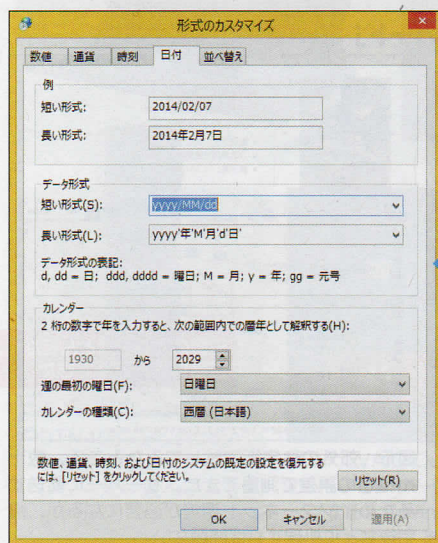 形式のカスタマイズ
数値 通貨 時刻 日付 並べ替え
例
短い形式: 2014/02/07
長い形式: 2014年2月7日
データ形式
短い形式(S): yyyy/MM/dd
長い形式(L): yyyy'年'M'月'd'日'
データ形式の表記:
d, dd = 日; ddd, dddd = 曜日; M = 月; y = 年; gg = 元号
カレンダー
2 桁の数字で年を入力すると、次の範囲内での暦年として解釈する(H):
1930 から 2029
週の最初の曜日(F): 日曜日
カレンダーの種類(C): 西暦 (日本語)
数値、通貨、時刻、および日付のシステムの既定の設定を復元する
には、[リセット] をクリックしてください。
リセット(R)
OK キャンセル 適用(A)